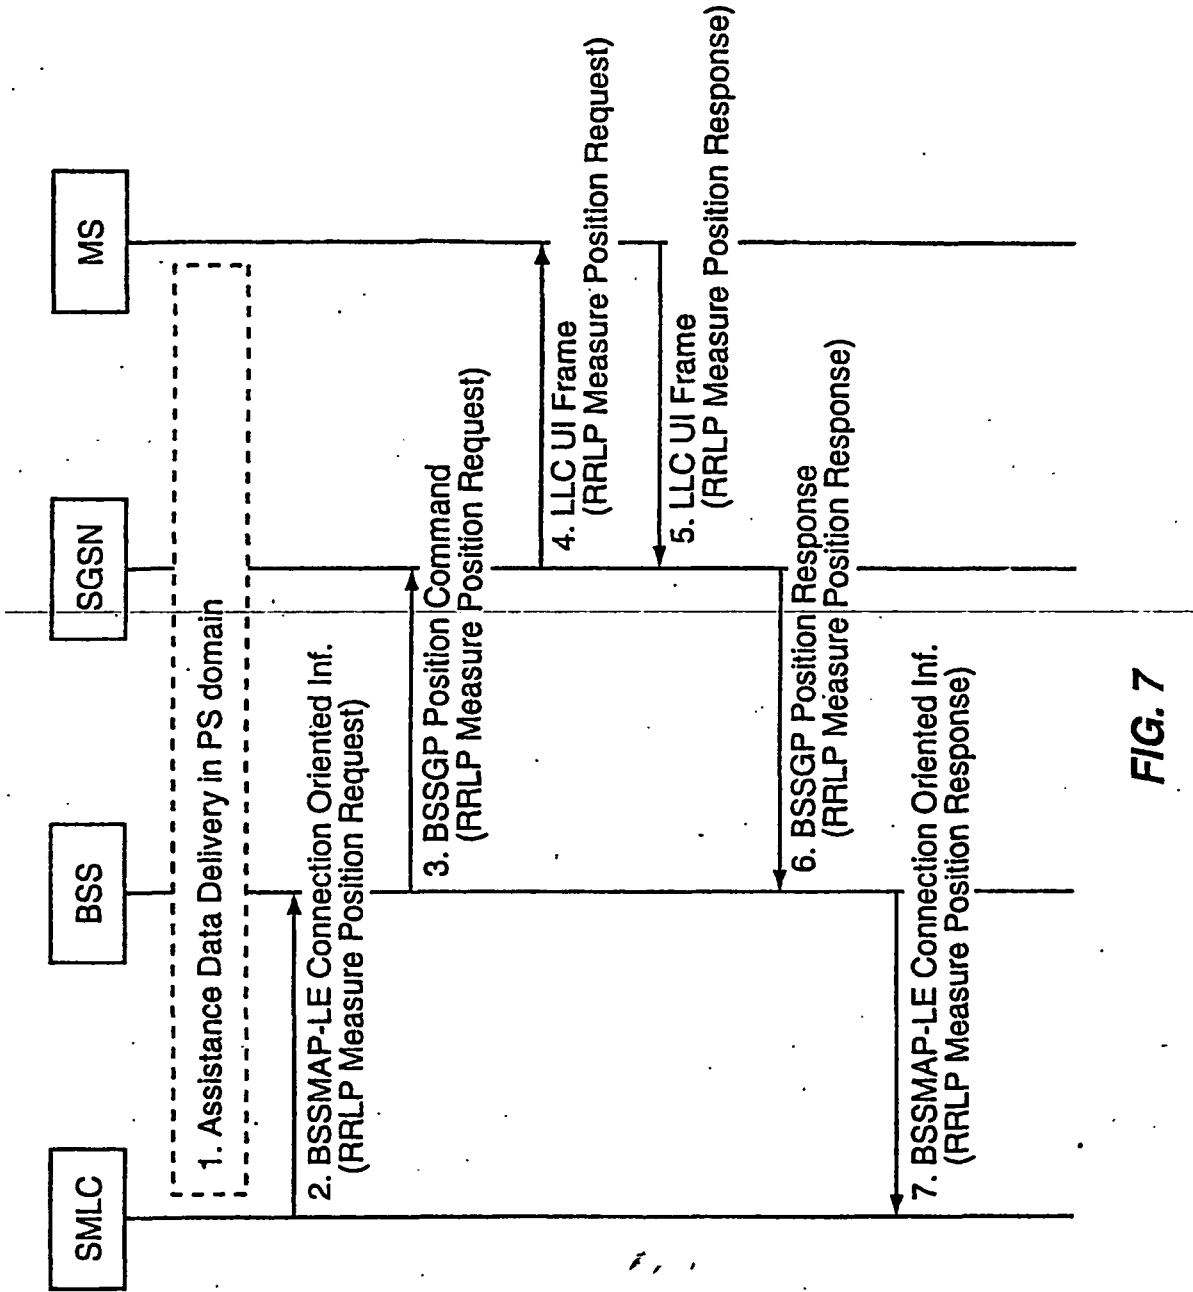 SMLC
BSS
SGSN
MS
1. Assistance Data Delivery in PS domain
2. BSSMAP-LE Connection Oriented Inf.
(RRLP Measure Position Request)
3. BSSGP Position Command
(RRLP Measure Position Request)
4. LLC UI Frame
(RRLP Measure Position Request)
5. LLC UI Frame
(RRLP Measure Position Response)
6. BSSGP Position Response
(RRLP Measure Position Response)
7. BSSMAP-LE Connection Oriented Inf.
(RRLP Measure Position Response)
FIG. 7